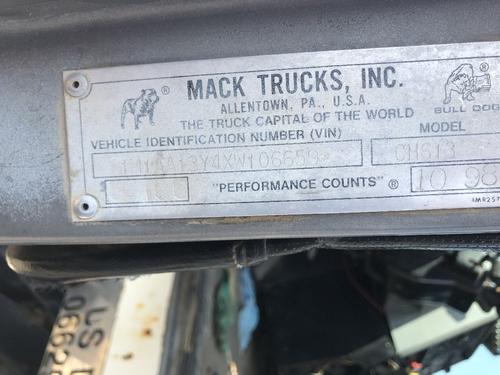 MACK TRUCKS, INC.
ALLENTOWN, PA., U.S.A.
THE TRUCK CAPITAL OF THE WORLD
BULL DOG
VEHICLE IDENTIFICATION NUMBER (VIN)
MODEL
CH613
"PERFORMANCE COUNTS" ®
10 98